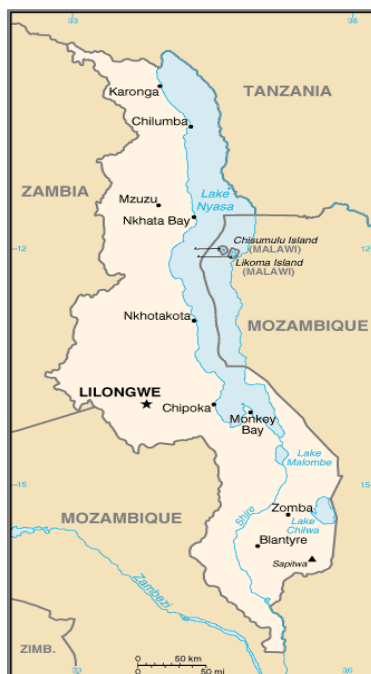 33
36
Karonga
TANZANIA
Chilumba
ZAMBIA
Mzuzu
Lake
Nyasa
Nkhata Bay
12
Chisumulu Island
(MALAWI)
Likoma Island
(MALAWI)
Nkhotakota
MOZAMBIQUE
LILONGWE
Chipoka
Monkey
Bay
Lake
Malombe
15
15
Shire
Zomba
Lake
Chilwa
MOZAMBIQUE
Blantyre
Sapitwa
Zambezi
ZIMB.
0 50 km
0 50 mi
33
36